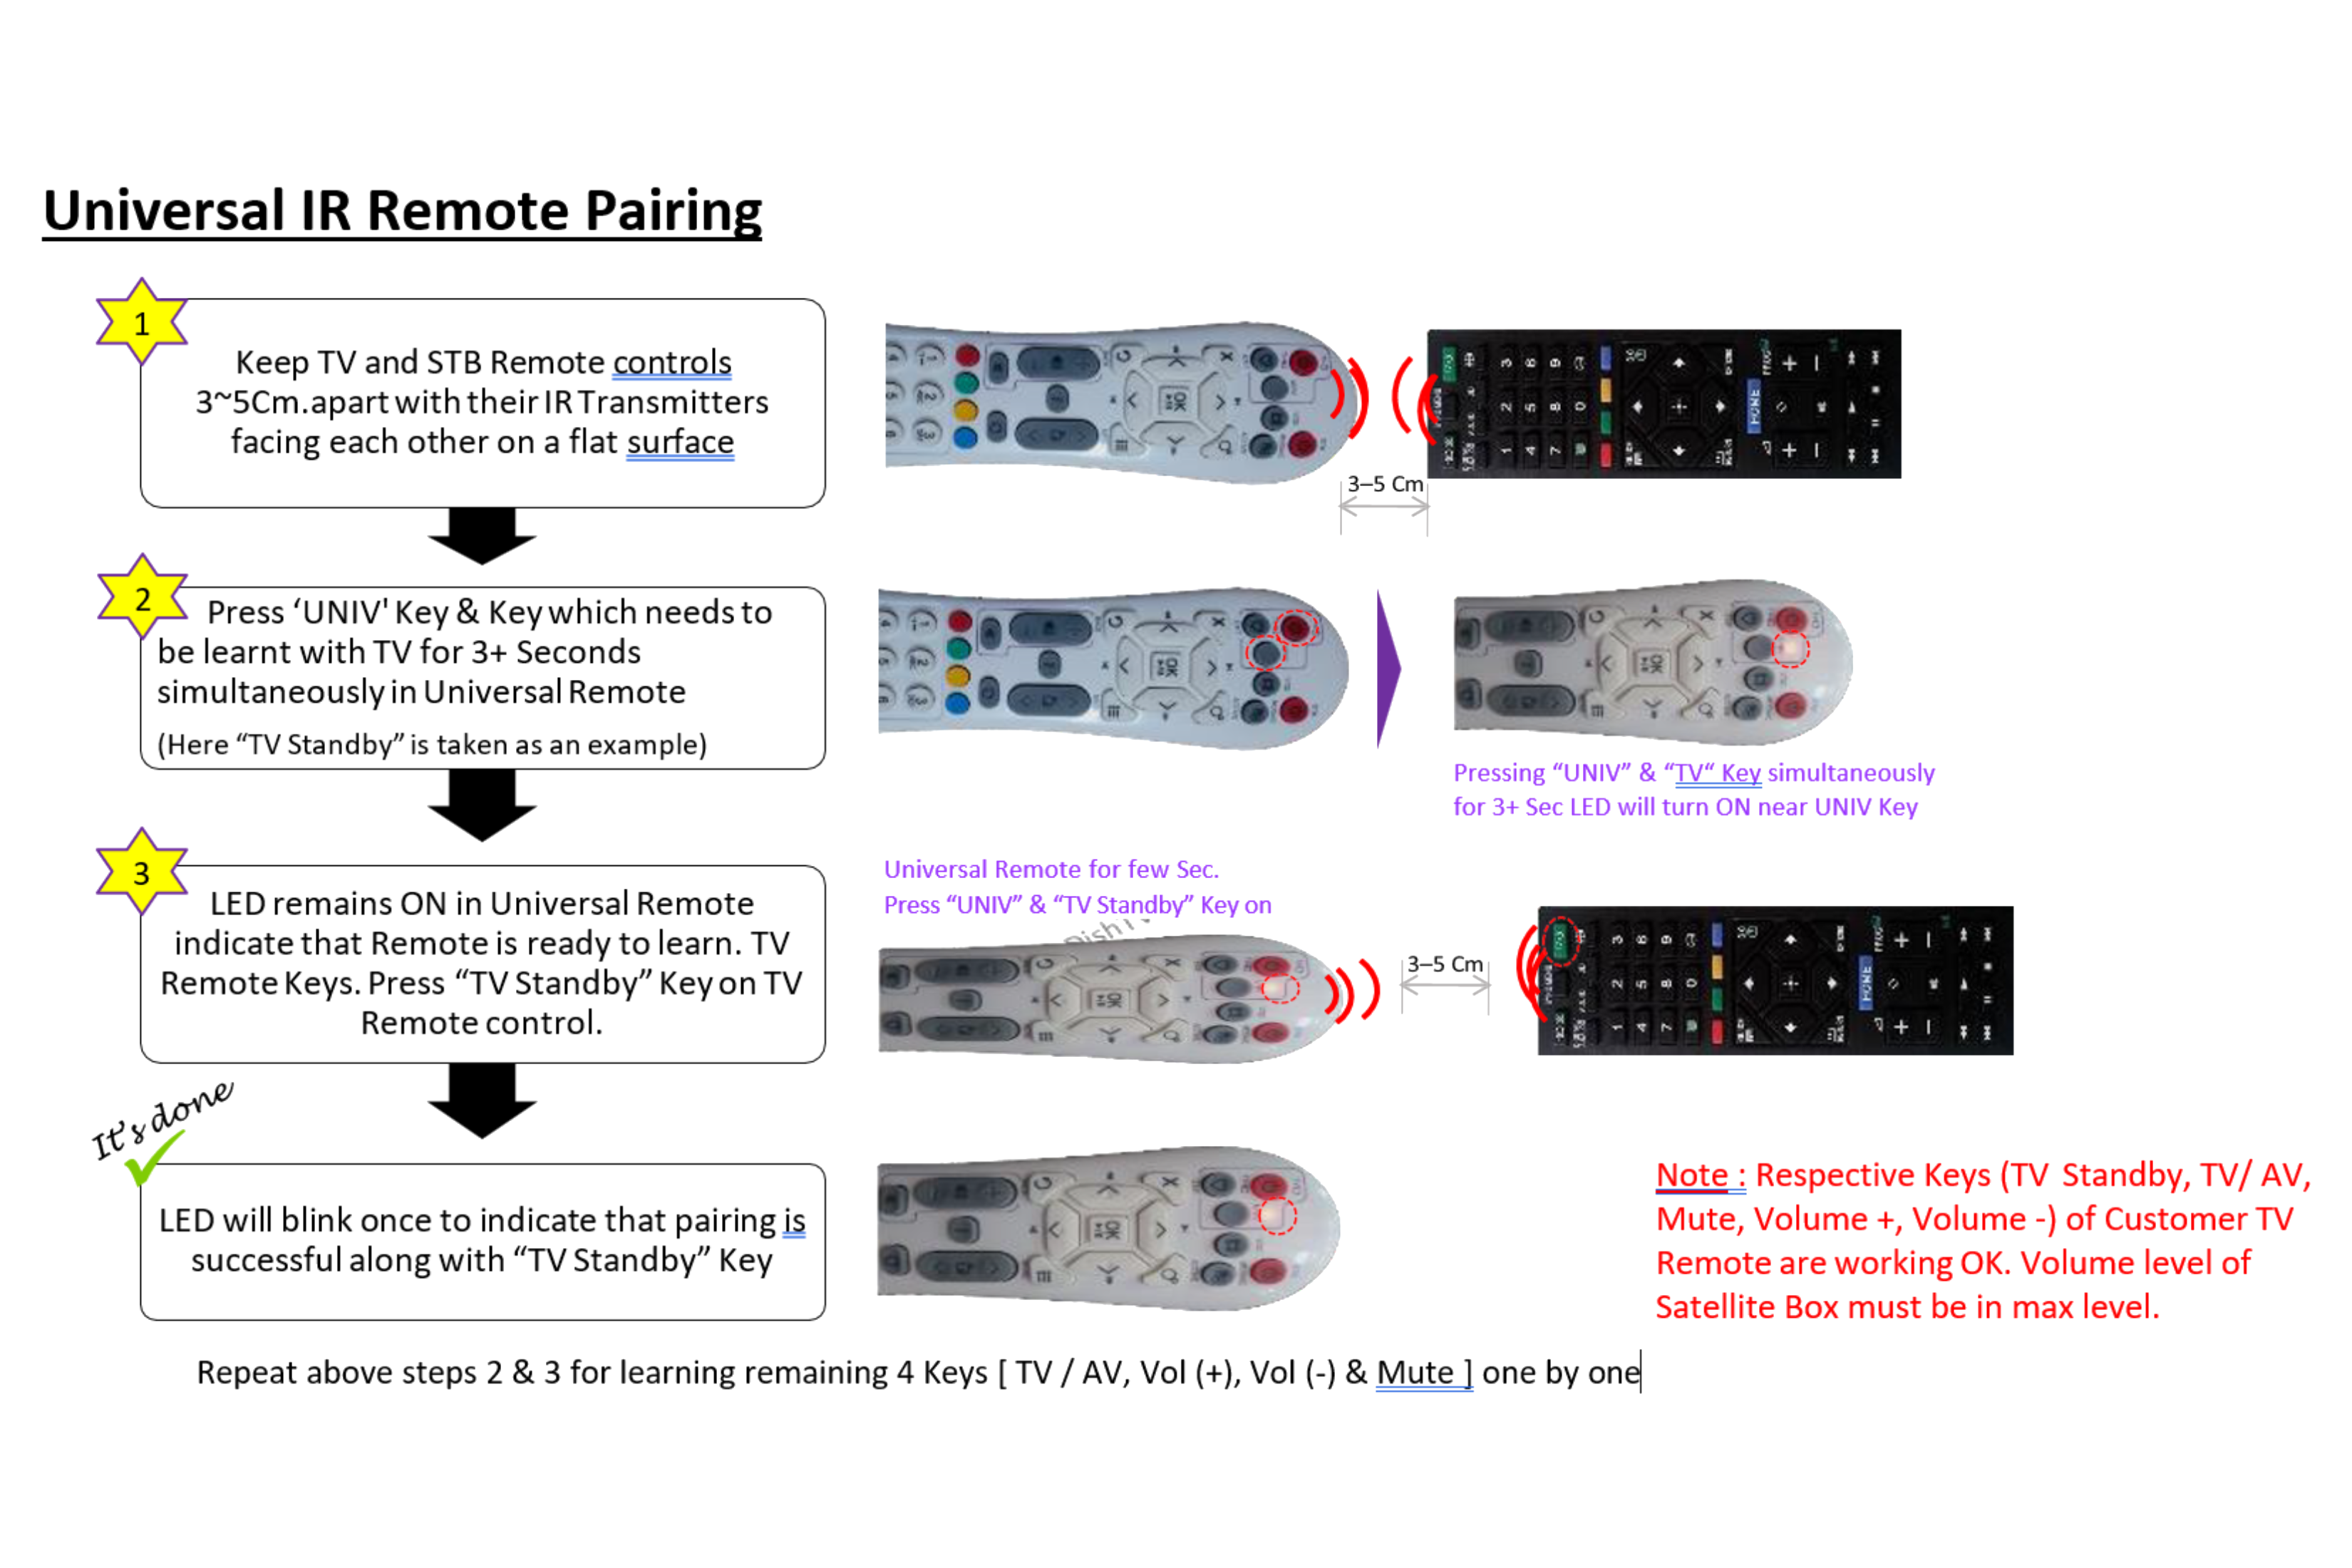 Universal IR Remote Pairing
1
Keep TV and STB Remote controls
3~5Cm.apart with their IR Transmitters
facing each other on a flat surface
3–5 Cm
2
Press ‘UNIV' Key & Key which needs to
be learnt with TV for 3+ Seconds
simultaneously in Universal Remote
(Here “TV Standby” is taken as an example)
Pressing “UNIV” & “TV“ Key simultaneously
for 3+ Sec LED will turn ON near UNIV Key
3
LED remains ON in Universal Remote
indicate that Remote is ready to learn. TV
Remote Keys. Press “TV Standby” Key on TV
Remote control.
Universal Remote for few Sec.
Press “UNIV” & “TV Standby” Key on
3–5 Cm
It's done
LED will blink once to indicate that pairing is
successful along with “TV Standby” Key
Note : Respective Keys (TV Standby, TV/ AV,
Mute, Volume +, Volume -) of Customer TV
Remote are working OK. Volume level of
Satellite Box must be in max level.
Repeat above steps 2 & 3 for learning remaining 4 Keys [ TV / AV, Vol (+), Vol (-) & Mute ] one by one
OK
HOME